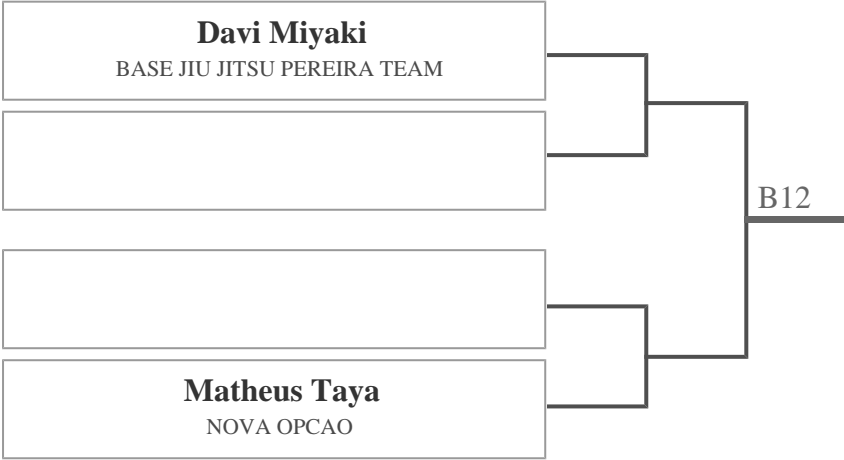 Davi Miyaki
BASE JIU JITSU PEREIRA TEAM
B12
Matheus Taya
NOVA OPCAO